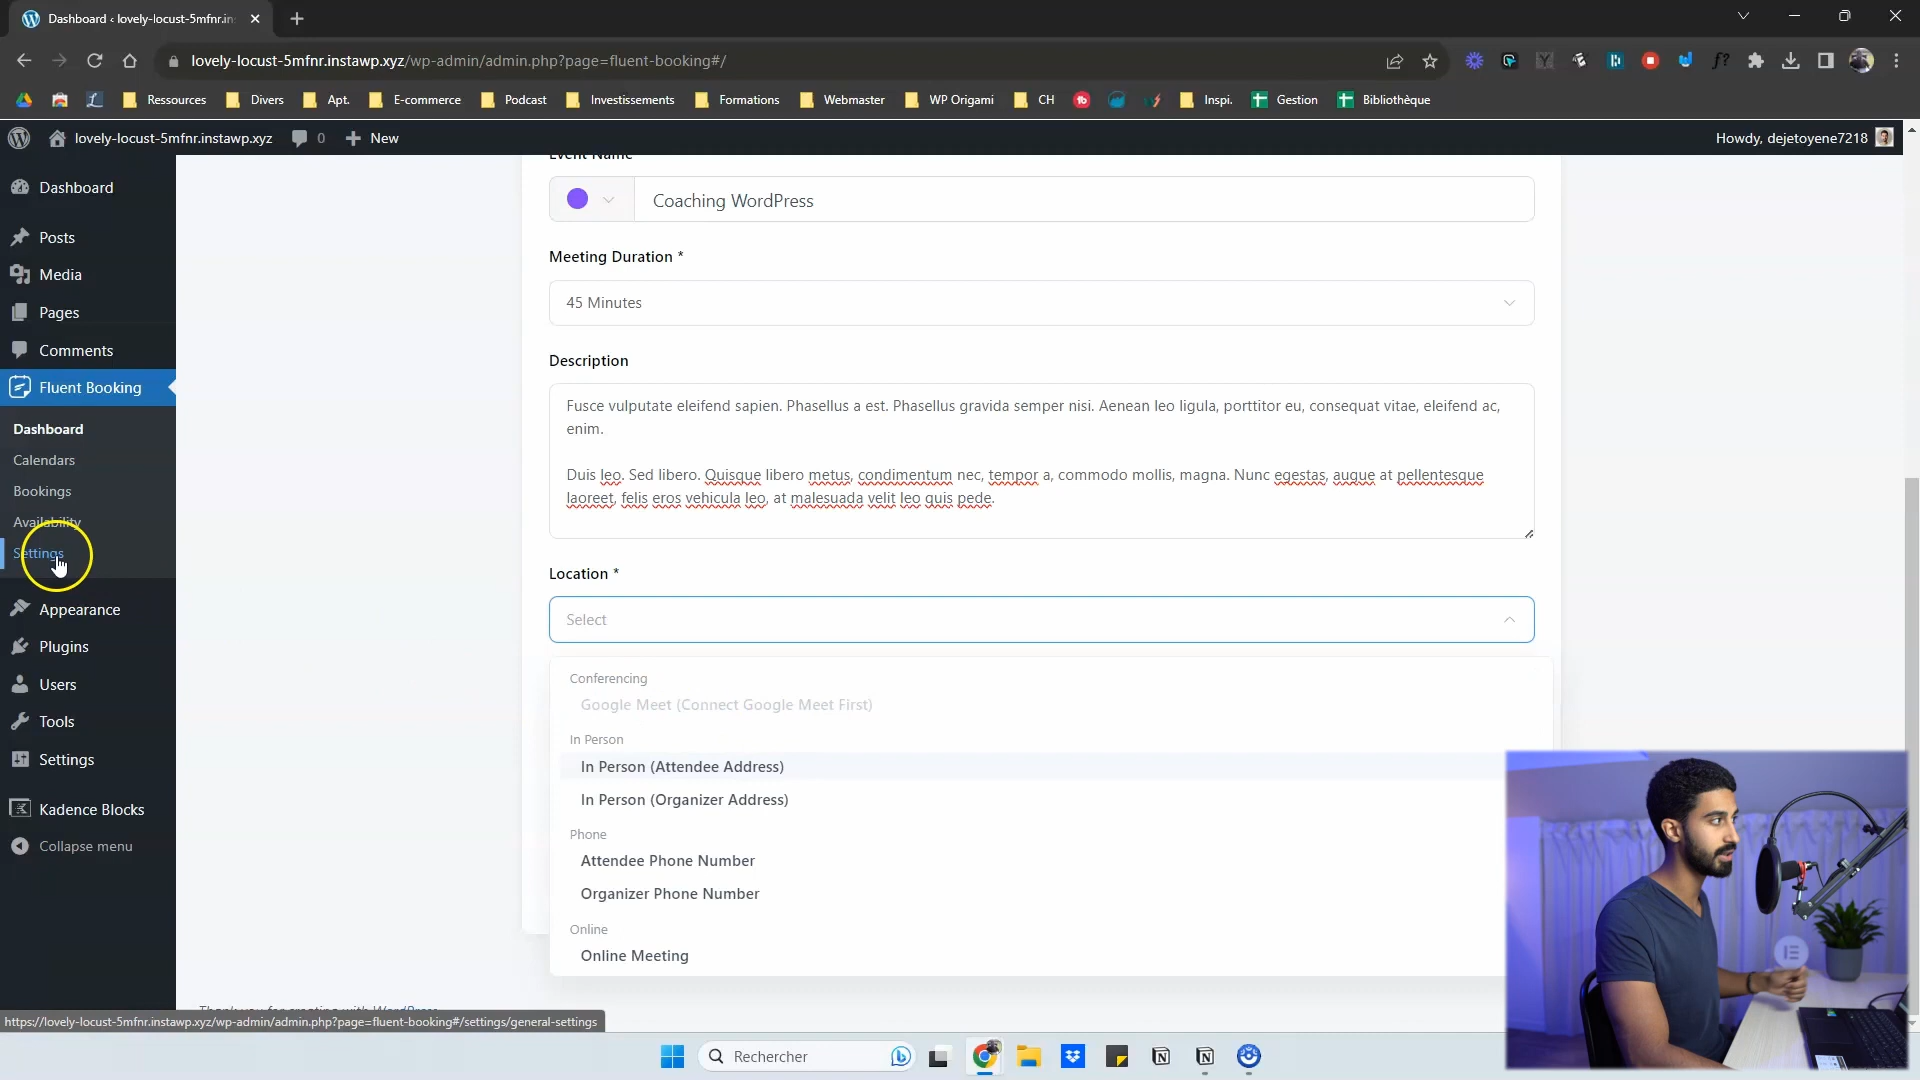 Dashboard ‹ lovely-locust-5mfnr.in
lovely-locust-5mfnr.instawp.xyz/wp-admin/admin.php?page=fluent-booking#/
Ressources
Divers
Apt.
E-commerce
Podcast
Investissements
Formations
Webmaster
WP Origami
CH
Inspi.
Gestion
Bibliothèque
lovely-locust-5mfnr.instawp.xyz
0
New
Howdy, dejetoyene7218
Dashboard
Posts
Media
Pages
Comments
Fluent Booking
Dashboard
Calendars
Bookings
Availability
Settings
Appearance
Plugins
Users
Tools
Settings
Kadence Blocks
Collapse menu
Event Name
Coaching WordPress
Meeting Duration *
45 Minutes
Description
Fusce vulputate eleifend sapien. Phasellus a est. Phasellus gravida semper nisi. Aenean leo ligula, porttitor eu, consequat vitae, eleifend ac,
enim.
Duis leo. Sed libero. Quisque libero metus, condimentum nec, tempor a, commodo mollis, magna. Nunc egestas, augue at pellentesque
laoreet, felis eros vehicula leo, at malesuada velit leo quis pede.
Location *
Select
Conferencing
Google Meet (Connect Google Meet First)
In Person
In Person (Attendee Address)
In Person (Organizer Address)
Phone
Attendee Phone Number
Organizer Phone Number
Online
Online Meeting
Thank you for creating with WordPress
https://lovely-locust-5mfnr.instawp.xyz/wp-admin/admin.php?page=fluent-booking#/settings/general-settings
Rechercher